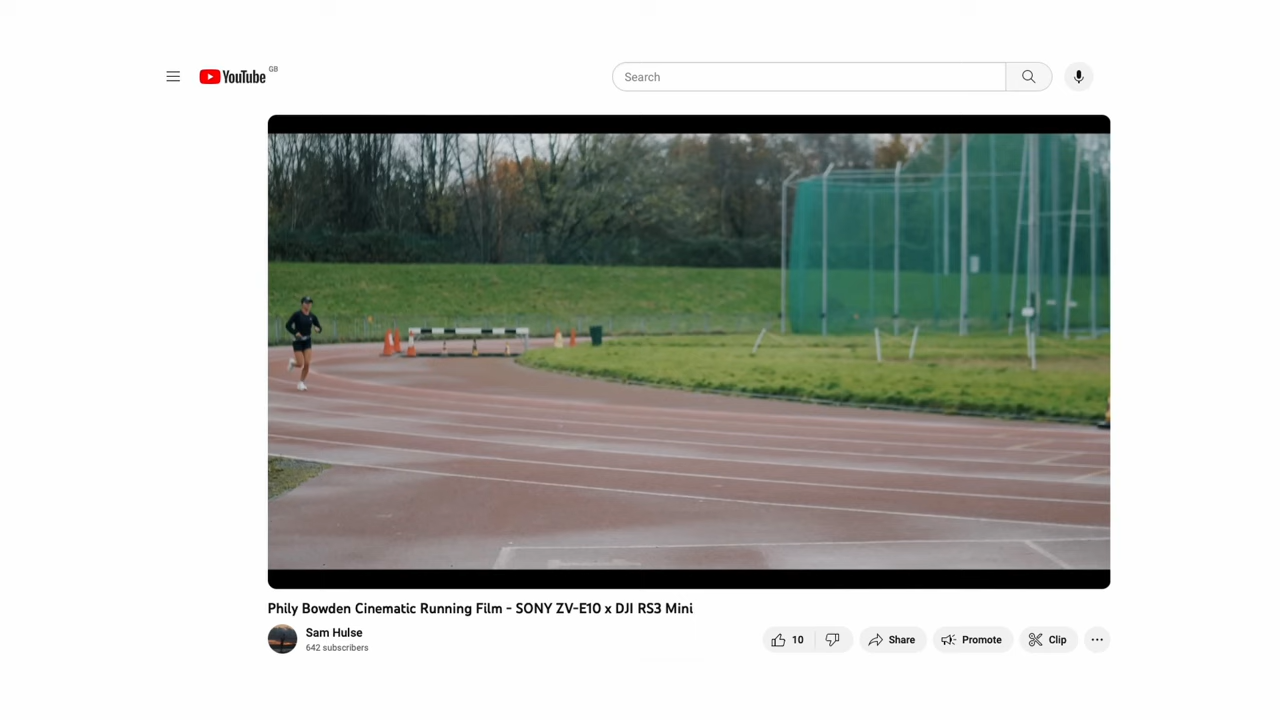 YouTube GB
Search
Phily Bowden Cinematic Running Film - SONY ZV-E10 x DJI RS3 Mini
Sam Hulse
642 subscribers
10
Share
Promote
Clip